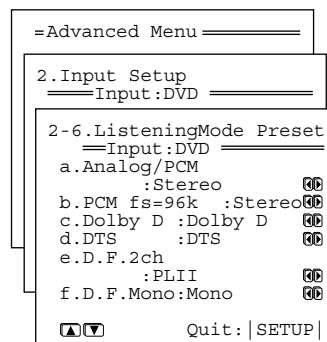 Advanced Menu
2.Input Setup
Input:DVD
2-6.ListeningMode Preset
Input:DVD
a.Analog/PCM
:Stereo
b.PCM fs=96k :Stereo
c.Dolby D :Dolby D
d.DTS :DTS
e.D.F.2ch
:PLII
f.D.F.Mono:Mono
Quit:|SETUP|